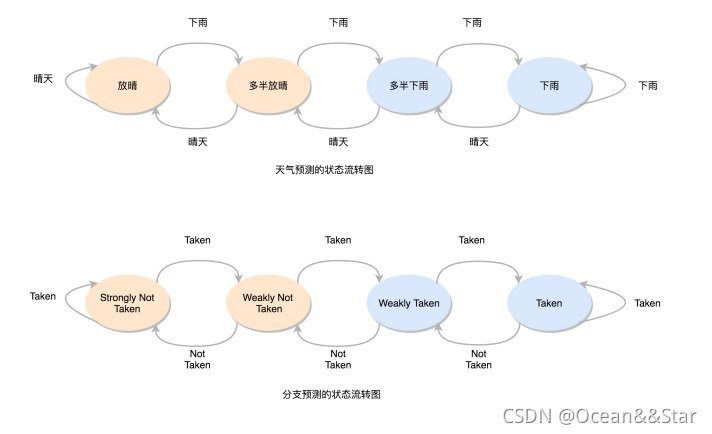 下雨 下雨 下雨
晴天 放晴 多半放晴 多半下雨 下雨 下雨
晴天 晴天 晴天
天气预测的状态流转图
Taken Taken Taken
Taken Strongly Not Taken Weakly Not Taken Weakly Taken Taken Taken
Not Taken Not Taken Not Taken
分支预测的状态流转图
CSDN @Ocean&&Star